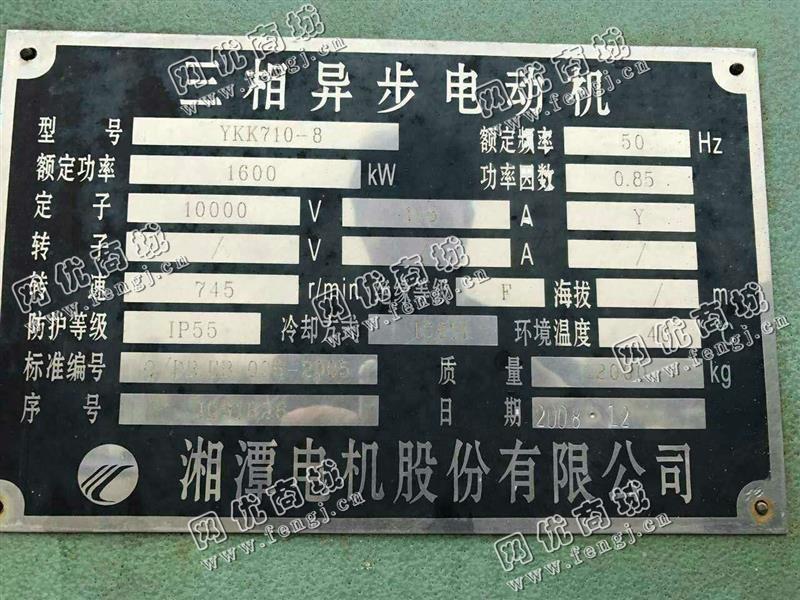 三相异步电动机
型 号 YKK710-8 额定频率 50 Hz
额定功率 1600 kW 功率因数 0.85
定 子 10000 V A Y
转 子 / V / A /
转 速 745 r/min 绝缘等级 F 海拔 / m
防护等级 IP55 冷却方式 环境温度
标准编号 质 量 kg
序 号 日 期 2008.12
湘潭电机股份有限公司
网优商城
www.fengj.cn